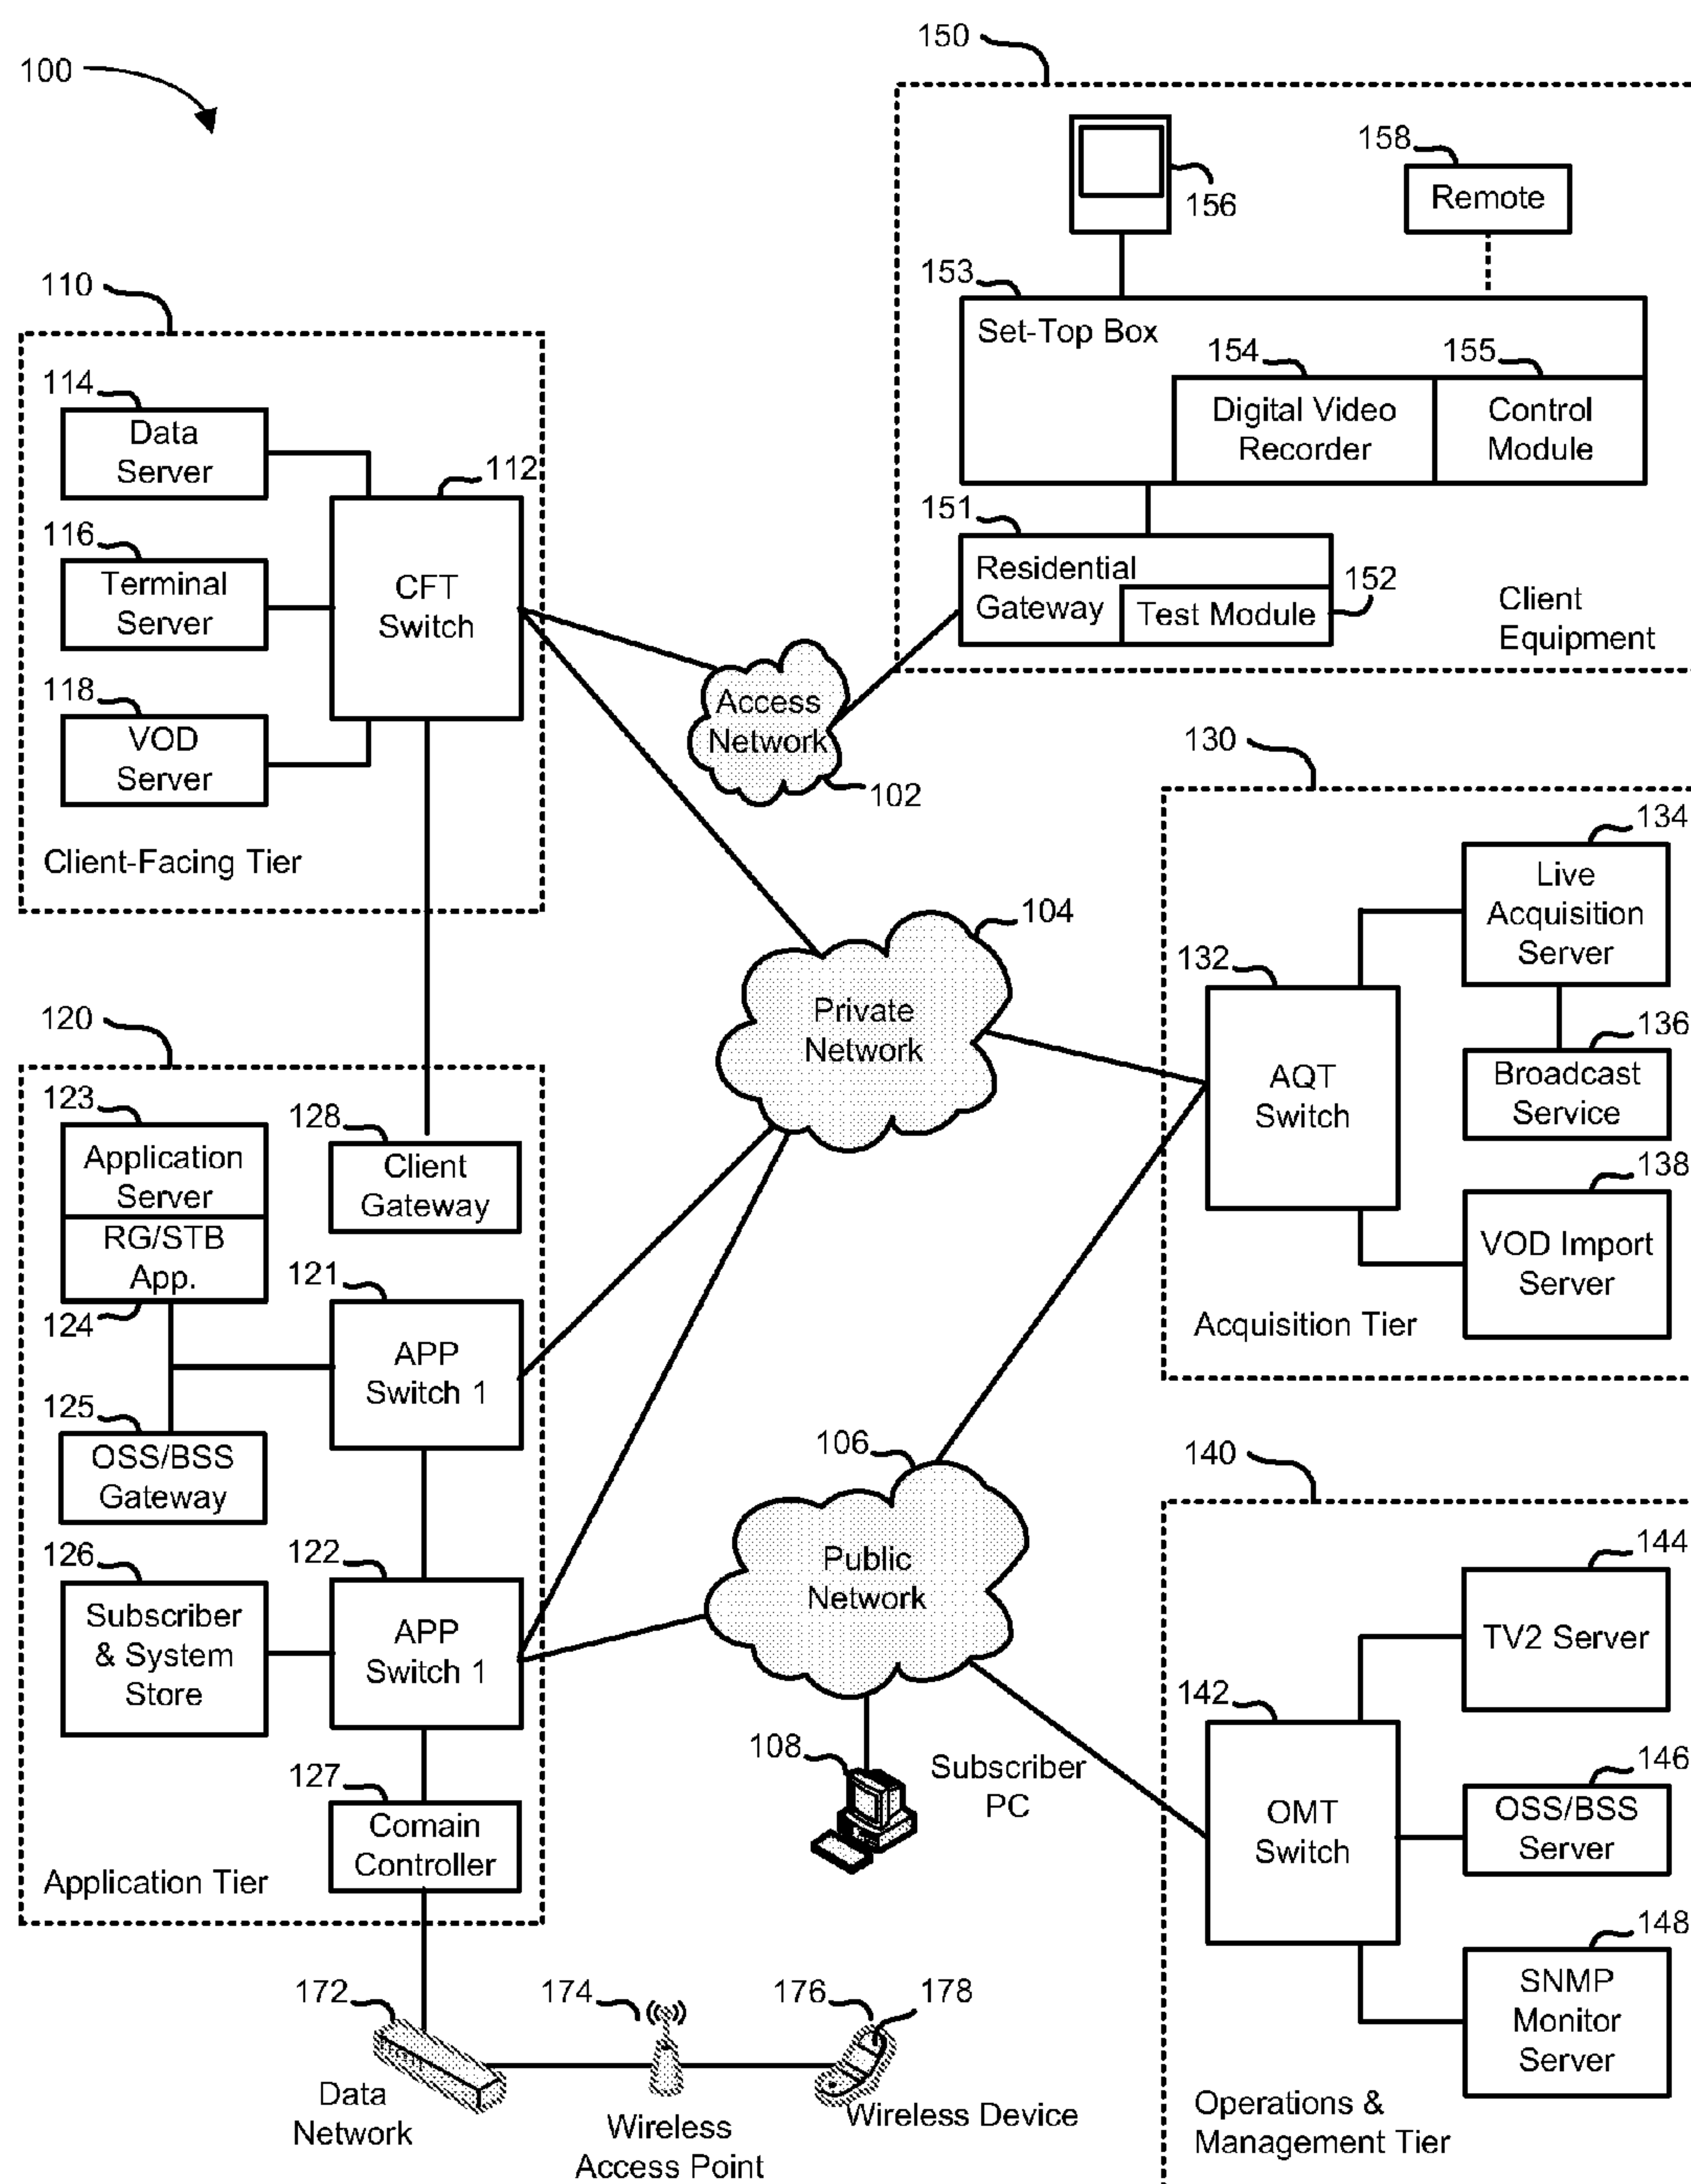 100
150
156
158
Remote
153
Set-Top Box
154
Digital Video
Recorder
155
Control
Module
151
Residential
Gateway
Test Module
152
Client
Equipment
110
114
Data
Server
112
CFT
Switch
116
Terminal
Server
118
VOD
Server
Client-Facing Tier
Access
Network
102
104
Private
Network
130
134
Live
Acquisition
Server
132
AQT
Switch
136
Broadcast
Service
138
VOD Import
Server
Acquisition Tier
120
123
Application
Server
RG/STB
App.
124
128
Client
Gateway
121
APP
Switch 1
125
OSS/BSS
Gateway
126
Subscriber
& System
Store
122
APP
Switch 1
127
Comain
Controller
Application Tier
106
Public
Network
108
Subscriber
PC
140
144
TV2 Server
142
OMT
Switch
146
OSS/BSS
Server
148
SNMP
Monitor
Server
Operations &
Management Tier
172
Data
Network
174
Wireless
Access Point
176
178
Wireless Device